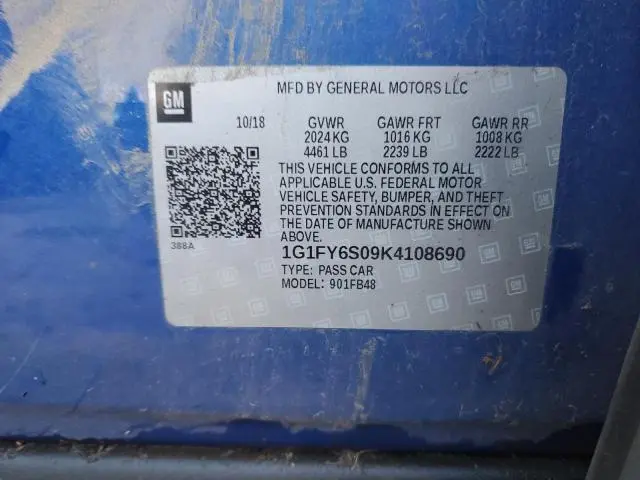 GM
MFD BY GENERAL MOTORS LLC
10/18 GVWR GAWR FRT GAWR RR
2024 KG 1016 KG 1008 KG
4461 LB 2239 LB 2222 LB
THIS VEHICLE CONFORMS TO ALL
APPLICABLE U.S. FEDERAL MOTOR
VEHICLE SAFETY, BUMPER, AND THEFT
PREVENTION STANDARDS IN EFFECT ON
THE DATE OF MANUFACTURE SHOWN
ABOVE.
388A
1G1FY6S09K4108690
TYPE: PASS CAR
MODEL: 901FB48